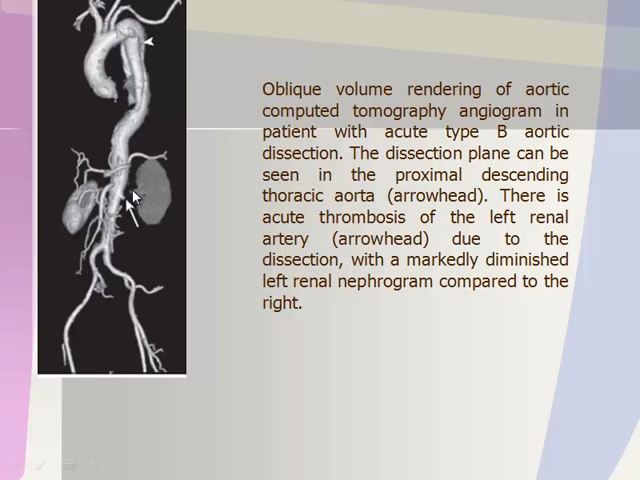 Oblique volume rendering of aortic
computed tomography angiogram in
patient with acute type B aortic
dissection. The dissection plane can be
seen in the proximal descending
thoracic aorta (arrowhead). There is
acute thrombosis of the left renal
artery (arrowhead) due to the
dissection, with a markedly diminished
left renal nephrogram compared to the
right.